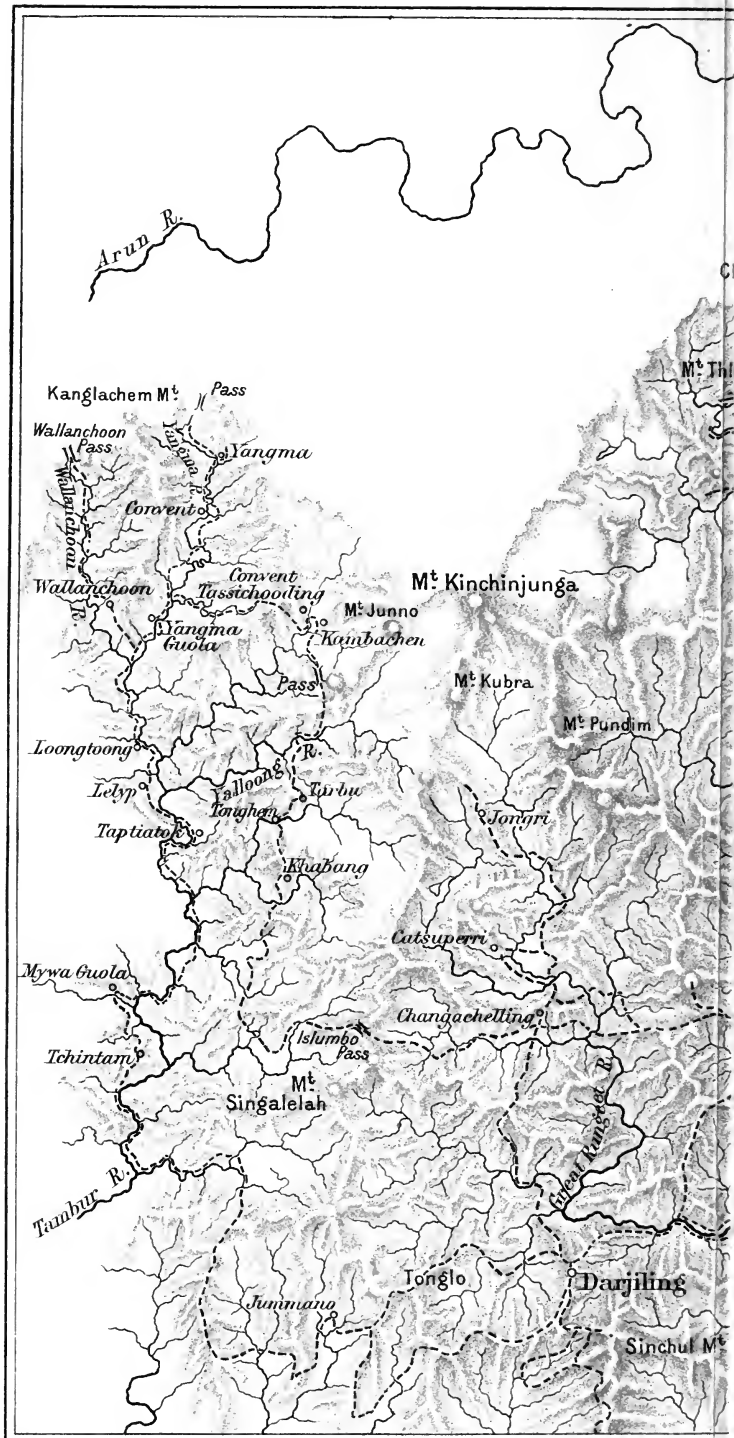 Arun R.
Kanglachem Mt.
Pass
Wallanchoon
Pass
Yangma R.
Yangma
Wallanchoon R.
Convent
Wallanchoon
Convent
Tassichooding
Mt. Kinchinjunga
Mt. Junno
Yangma
Guola
Kambachen
Pass
Mt. Kubra
Mt. Pundim
Loongtoong
Yalloong R.
Lelyp
Tonghem
Turbu
Taptiatok
Jongri
Khabang
Catsuperri
Mywa Guola
Changachelling
Islumbo
Pass
Tchintam
Mt.
Singalelah
Great Rungeet R.
Tambur R.
Tonglo
Darjiling
Jummano
Sinchul Mt.